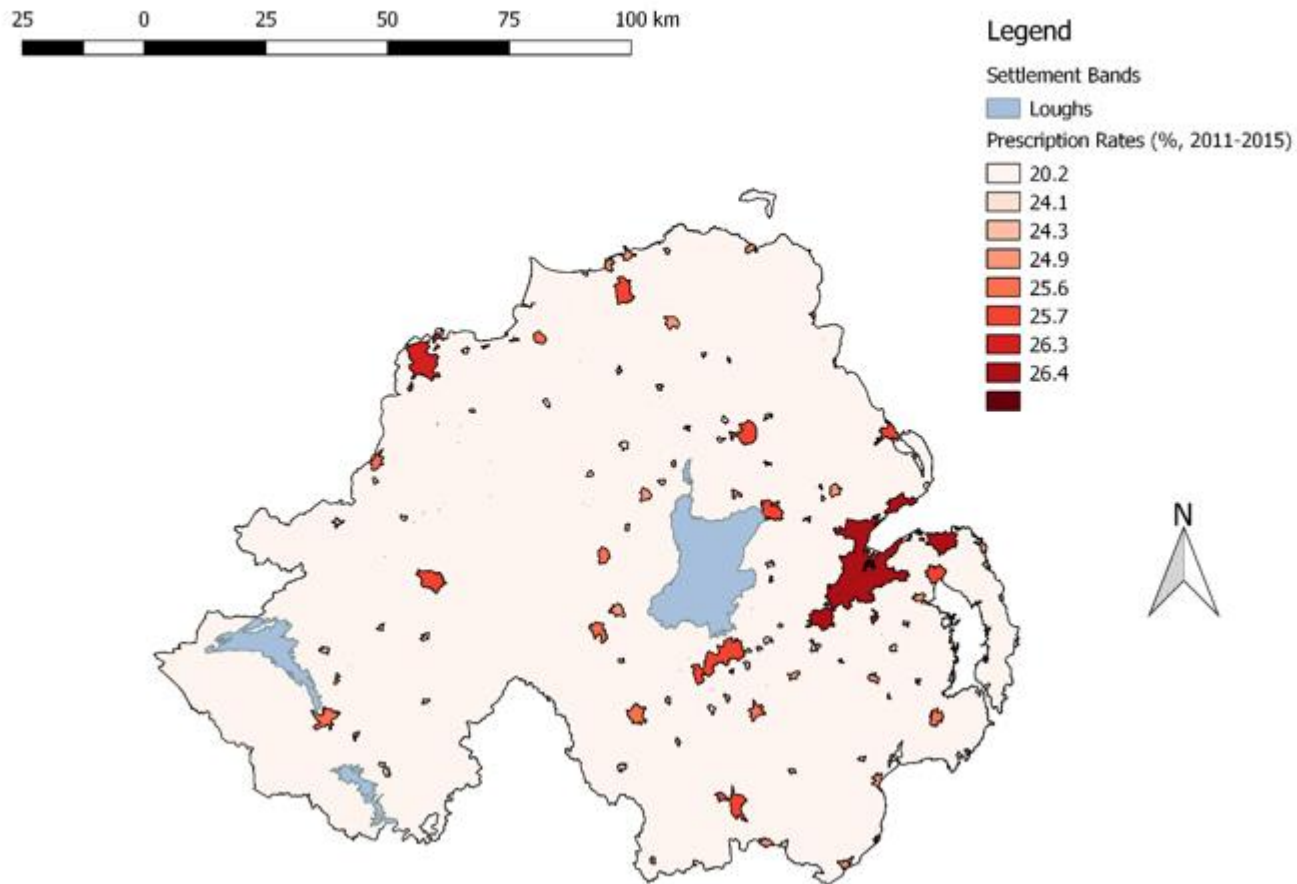 25 0 25 50 75 100 km
Legend
Settlement Bands
Loughs
Prescription Rates (%, 2011-2015)
20.2
24.1
24.3
24.9
25.6
25.7
26.3
26.4
N